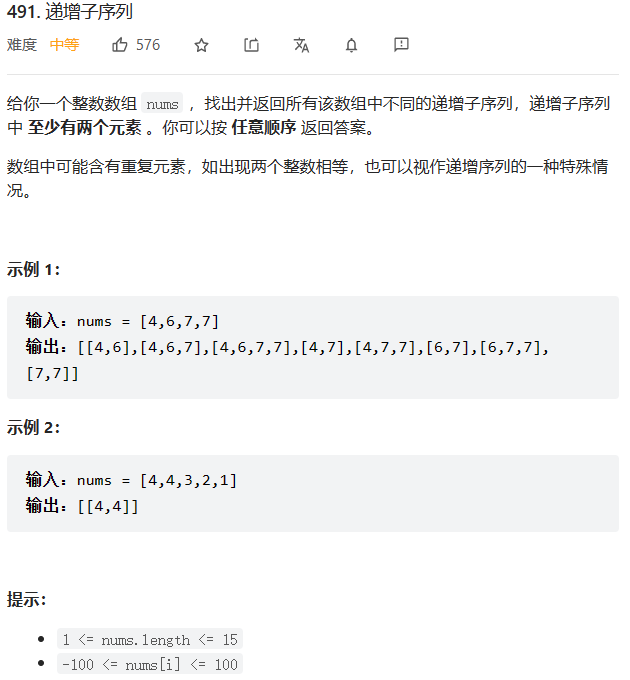 491. 递增子序列
难度 中等 576
给你一个整数数组 nums ，找出并返回所有该数组中不同的递增子序列，递增子序列
中 至少有两个元素 。你可以按 任意顺序 返回答案。
数组中可能含有重复元素，如出现两个整数相等，也可以视作递增序列的一种特殊情
况。
示例 1：
输入：nums = [4,6,7,7]
输出：[[4,6],[4,6,7],[4,6,7,7],[4,7],[4,7,7],[6,7],[6,7,7],
[7,7]]
示例 2：
输入：nums = [4,4,3,2,1]
输出：[[4,4]]
提示：
1 <= nums.length <= 15
-100 <= nums[i] <= 100